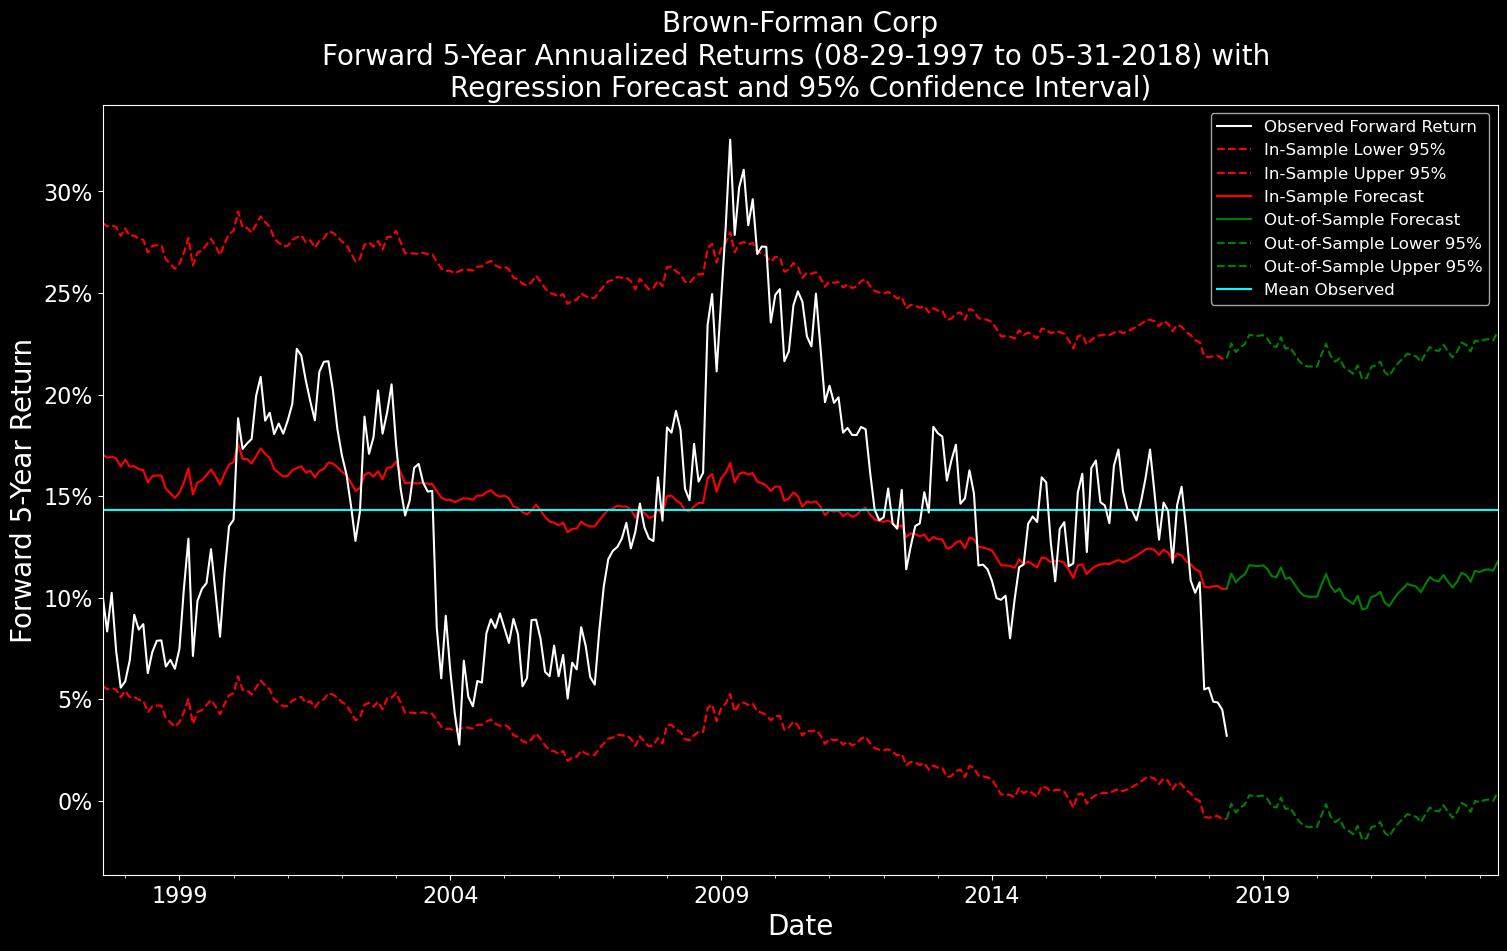 Brown-Forman Corp
Forward 5-Year Annualized Returns (08-29-1997 to 05-31-2018) with
Regression Forecast and 95% Confidence Interval)
Observed Forward Return
In-Sample Lower 95%
In-Sample Upper 95%
In-Sample Forecast
Out-of-Sample Forecast
Out-of-Sample Lower 95%
Out-of-Sample Upper 95%
Mean Observed
Forward 5-Year Return
30%
25%
20%
15%
10%
5%
0%
1999
2004
2009
2014
2019
Date